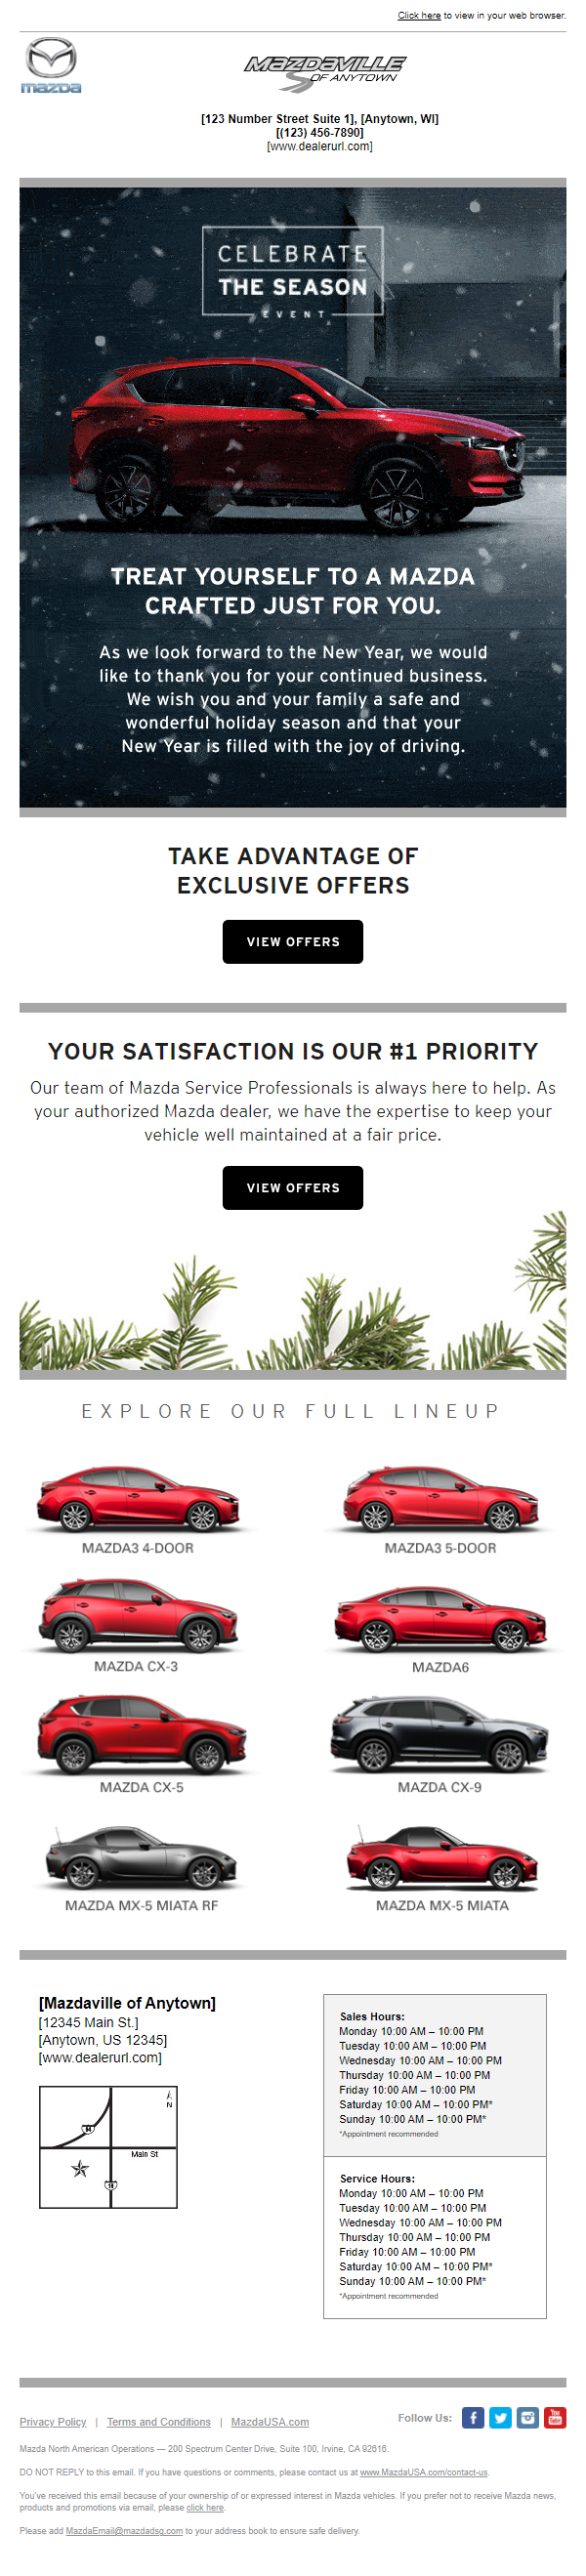 Click here to view in your web browser.
mazda
MAZDAVILLE
OF ANYTOWN
[123 Number Street Suite 1], [Anytown, WI]
[(123) 456-7890]
[www.dealerurl.com]
CELEBRATE
THE SEASON
EVENT
TREAT YOURSELF TO A MAZDA
CRAFTED JUST FOR YOU.
As we look forward to the New Year, we would
like to thank you for your continued business.
We wish you and your family a safe and
wonderful holiday season and that your
New Year is filled with the joy of driving.
TAKE ADVANTAGE OF
EXCLUSIVE OFFERS
VIEW OFFERS
YOUR SATISFACTION IS OUR #1 PRIORITY
Our team of Mazda Service Professionals is always here to help. As
your authorized Mazda dealer, we have the expertise to keep your
vehicle well maintained at a fair price.
VIEW OFFERS
EXPLORE OUR FULL LINEUP
MAZDA3 4-DOOR
MAZDA3 5-DOOR
MAZDA CX-3
MAZDA6
MAZDA CX-5
MAZDA CX-9
MAZDA MX-5 MIATA RF
MAZDA MX-5 MIATA
[Mazdaville of Anytown]
[12345 Main St.]
[Anytown, US 12345]
[www.dealerurl.com]
N
Main St
Sales Hours:
Monday 10:00 AM – 10:00 PM
Tuesday 10:00 AM – 10:00 PM
Wednesday 10:00 AM – 10:00 PM
Thursday 10:00 AM – 10:00 PM
Friday 10:00 AM – 10:00 PM
Saturday 10:00 AM – 10:00 PM*
Sunday 10:00 AM – 10:00 PM*
*Appointment recommended
Service Hours:
Monday 10:00 AM – 10:00 PM
Tuesday 10:00 AM – 10:00 PM
Wednesday 10:00 AM – 10:00 PM
Thursday 10:00 AM – 10:00 PM
Friday 10:00 AM – 10:00 PM
Saturday 10:00 AM – 10:00 PM*
Sunday 10:00 AM – 10:00 PM*
*Appointment recommended
Privacy Policy | Terms and Conditions | MazdaUSA.com
Follow Us:
You Tube
Mazda North American Operations — 200 Spectrum Center Drive, Suite 100, Irvine, CA 92618.
DO NOT REPLY to this email. If you have questions or comments, please contact us at www.MazdaUSA.com/contact-us.
You've received this email because of your ownership of or expressed interest in Mazda vehicles. If you prefer not to receive Mazda news,
products and promotions via email, please click here.
Please add MazdaEmail@mazdadsg.com to your address book to ensure safe delivery.